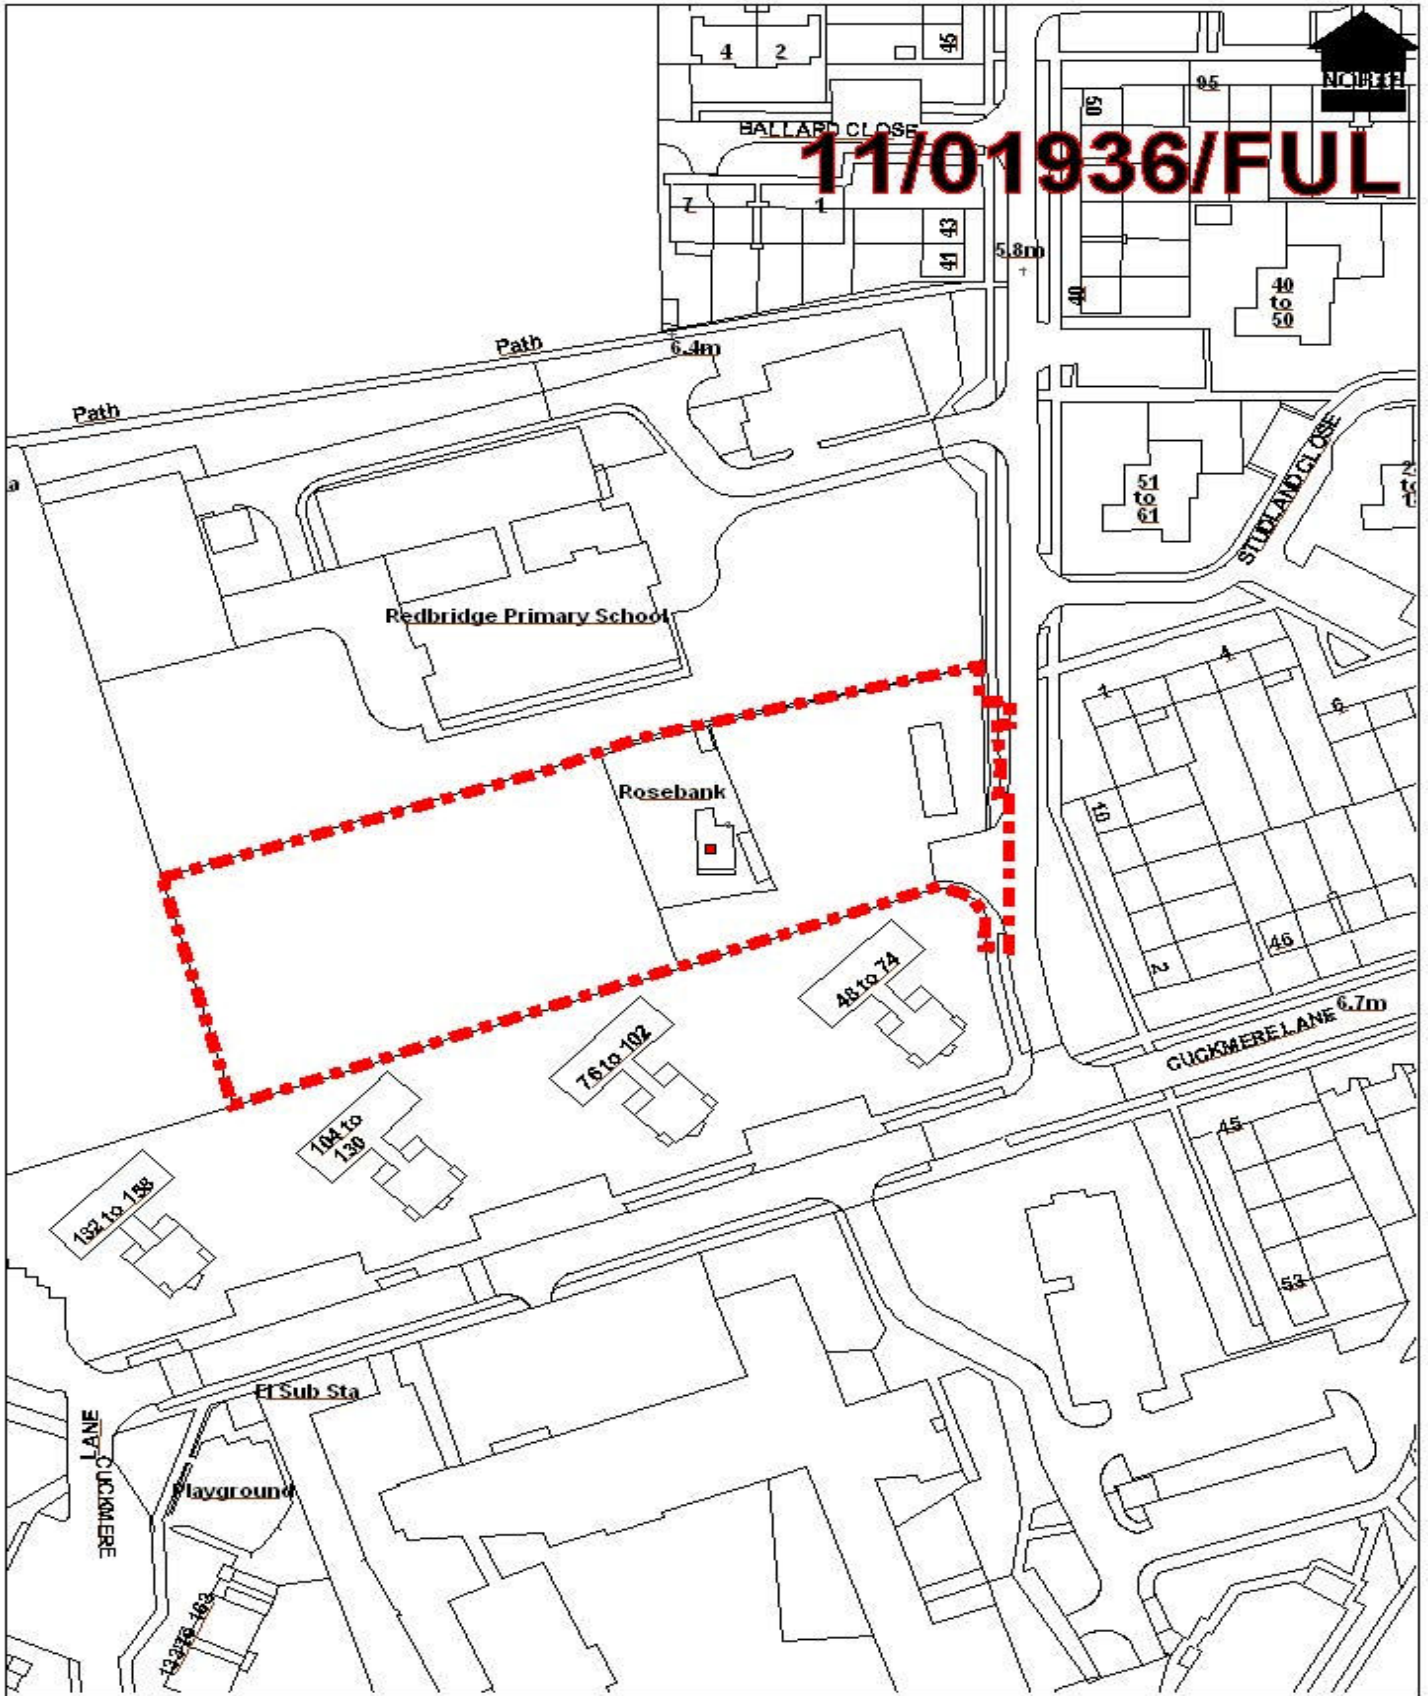 4
2
45
50
95
NORTH
BALLARD CLOSE
11/01936/FUL
7
1
43
41
5.8m
40
40
to
50
Path
6.4m
Path
51
to
61
STUDLAND CLOSE
Redbridge Primary School
1
4
6
Rosebank
10
2
46
48 to 74
6.7m
CUCKMERE LANE
76 to 102
104 to
130
45
132 to 158
53
El Sub Sta
LANE
CUCKMERE
Playground